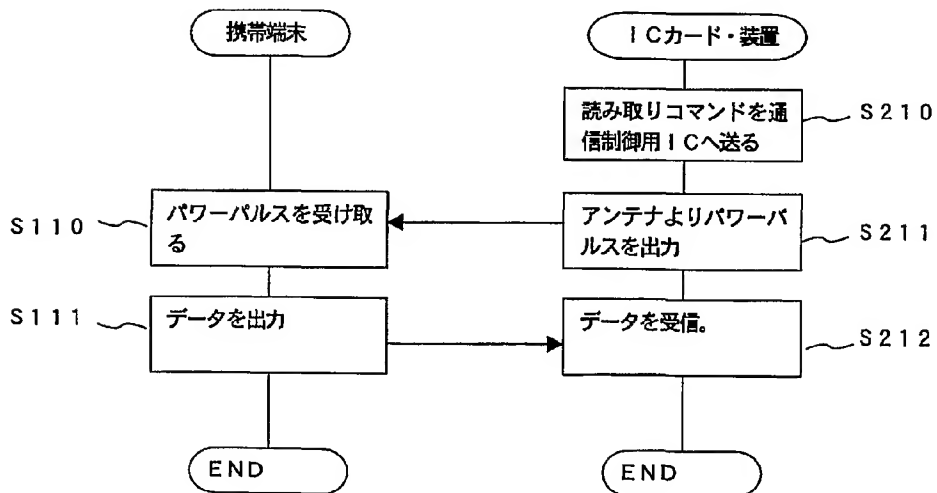 携帯端末
ICカード・装置
読み取りコマンドを通
信制御用ICへ送る
S210
S110
パワーパルスを受け取
る
アンテナよりパワーパ
ルスを出力
S211
S111
データを出力
データを受信。
S212
END
END